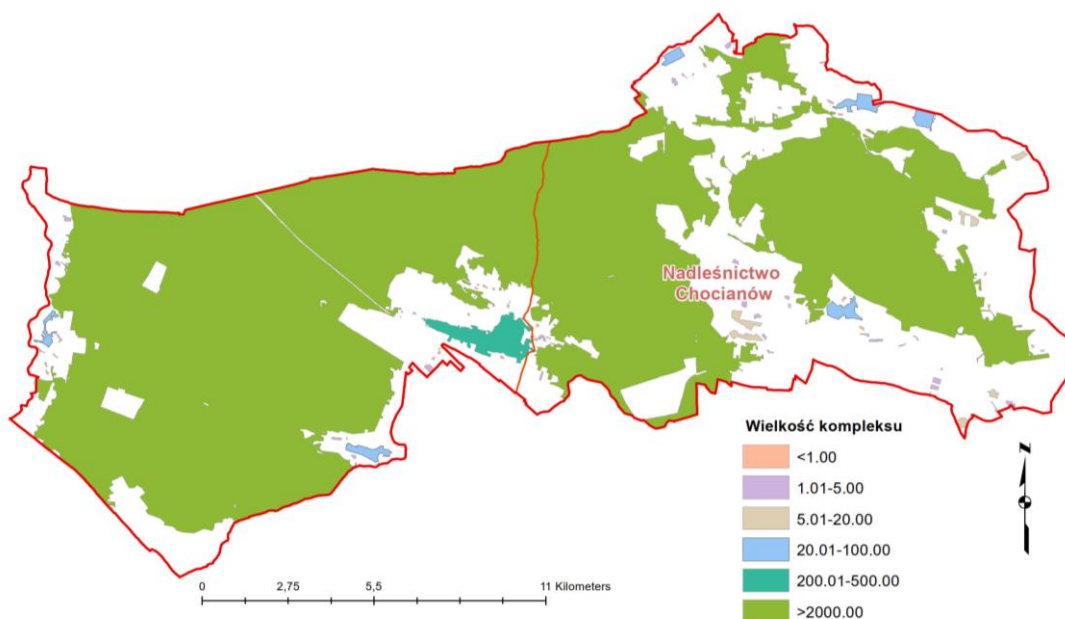 Nadleśnictwo
Chocianów
Wielkość kompleksu
<1.00
1.01-5.00
5.01-20.00
20.01-100.00
200.01-500.00
>2000.00
N
0 2,75 5,5 11 Kilometers